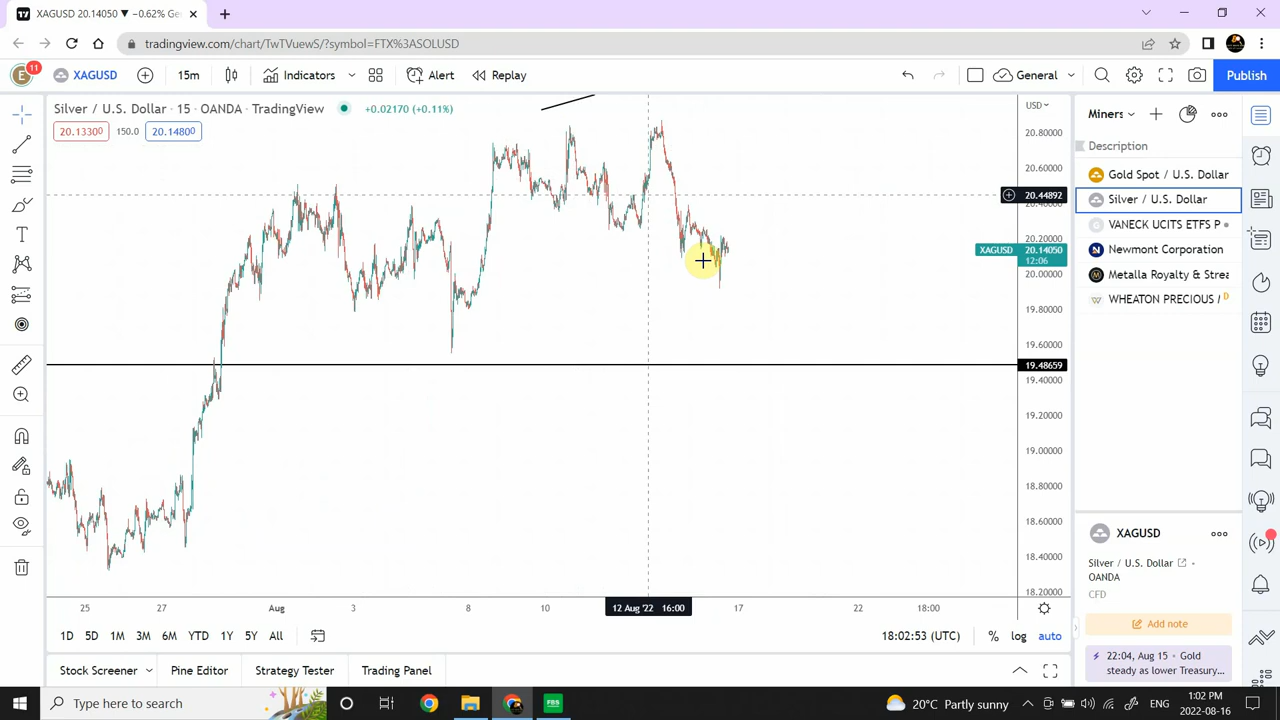 XAGUSD 20.14050 ▼ −0.62% Ge
tradingview.com/chart/TwTVuewS/?symbol=FTX%3ASOLUSD
E
11
XAGUSD
15m
Indicators
Alert
Replay
General
Publish
Silver / U.S. Dollar · 15 · OANDA · TradingView
+0.02170 (+0.11%)
20.13300
150.0
20.14800
USD
20.80000
20.60000
20.44892
20.40000
20.20000
XAGUSD
20.14050
12:06
20.00000
19.80000
19.60000
19.48659
19.40000
19.20000
19.00000
18.80000
18.60000
18.40000
18.20000
25
27
Aug
3
8
10
12 Aug '22 16:00
17
22
18:00
1D
5D
1M
3M
6M
YTD
1Y
5Y
All
18:02:53 (UTC)
%
log
auto
Stock Screener
Pine Editor
Strategy Tester
Trading Panel
Miners
Description
Gold Spot / U.S. Dollar
Silver / U.S. Dollar
VANECK UCITS ETFS P
Newmont Corporation
Metalla Royalty & Stre
WHEATON PRECIOUS
D
XAGUSD
Silver / U.S. Dollar
OANDA
CFD
Add note
22:04, Aug 15 • Gold
steady as lower Treasury...
Type here to search
FBS
20°C Partly sunny
ENG
1:02 PM
2022-08-16